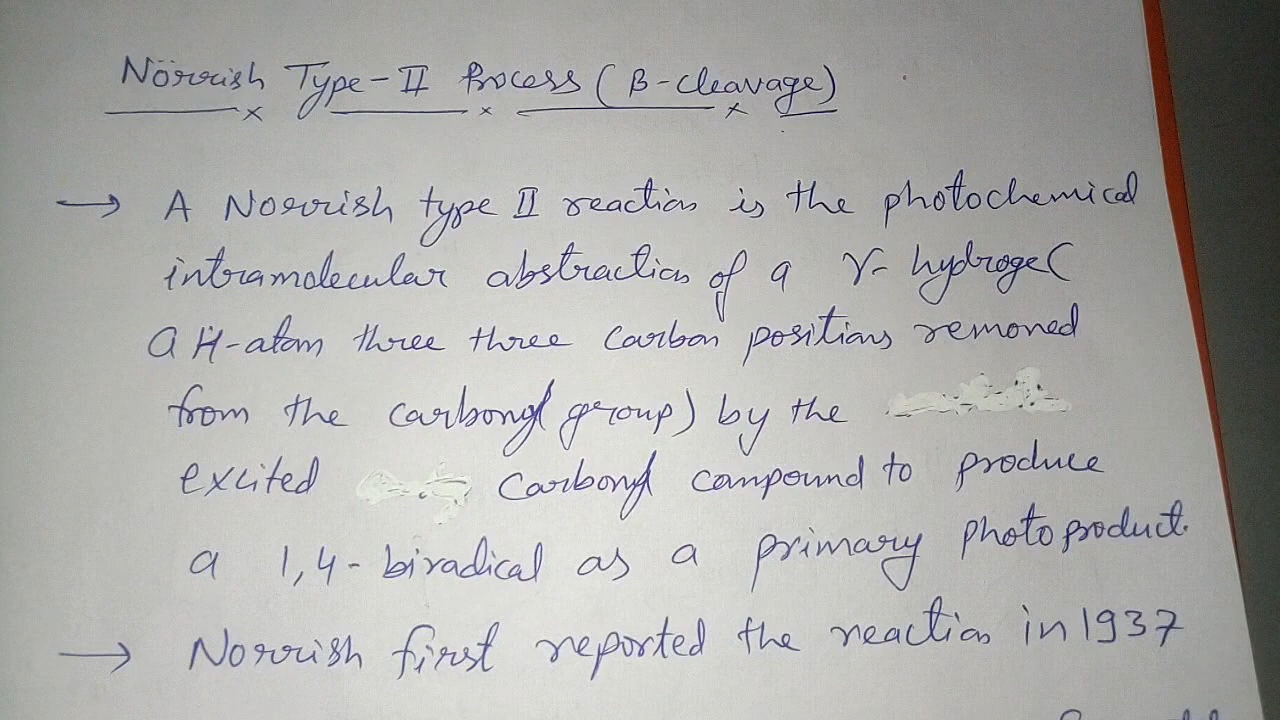 Nörrish Type-II Process (β-cleavage)
→ A Norrish type II reaction is the photochemical
intramolecular abstraction of a γ- hydroge(
a H-atom three three carbon positions removed
from the carbonyl group) by the
excited carbonyl compound to produce
a 1,4-biradical as a primary photoproduct.
→ Norrish first reported the reaction in 1937